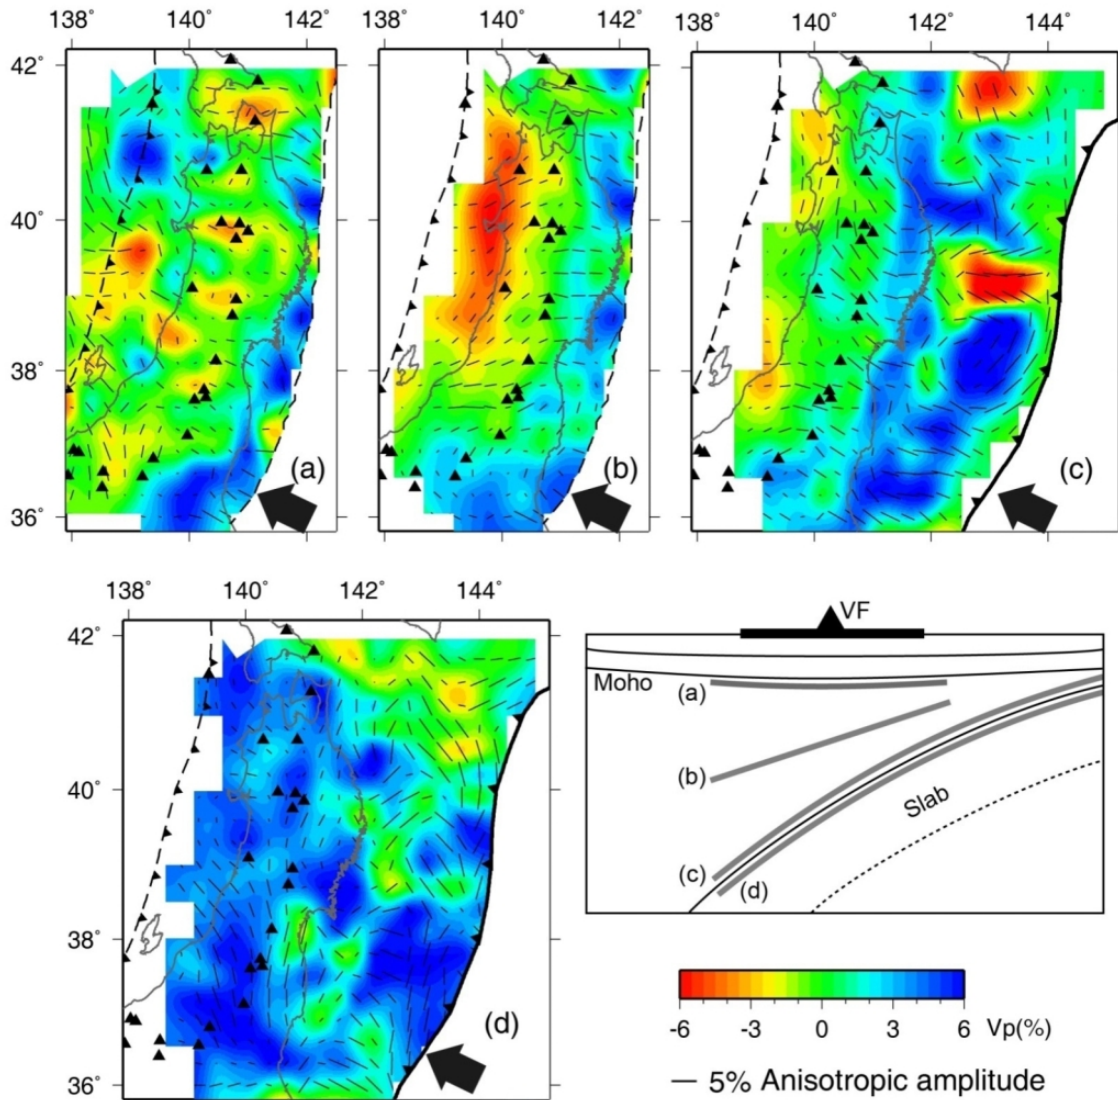 138° 140° 142° 138° 140° 142° 138° 140° 142° 144°
42°
40°
38°
36°
(a) (b) (c)
138° 140° 142° 144°
42°
40°
38°
36°
(d)
VF
Moho
(a)
(b)
Slab
(c) (d)
-6 -3 0 3 6 Vp(%)
5% Anisotropic amplitude